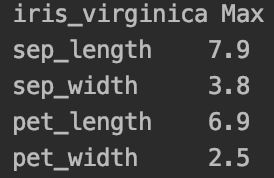 iris_virginica Max
sep_length 7.9
sep_width 3.8
pet_length 6.9
pet_width 2.5